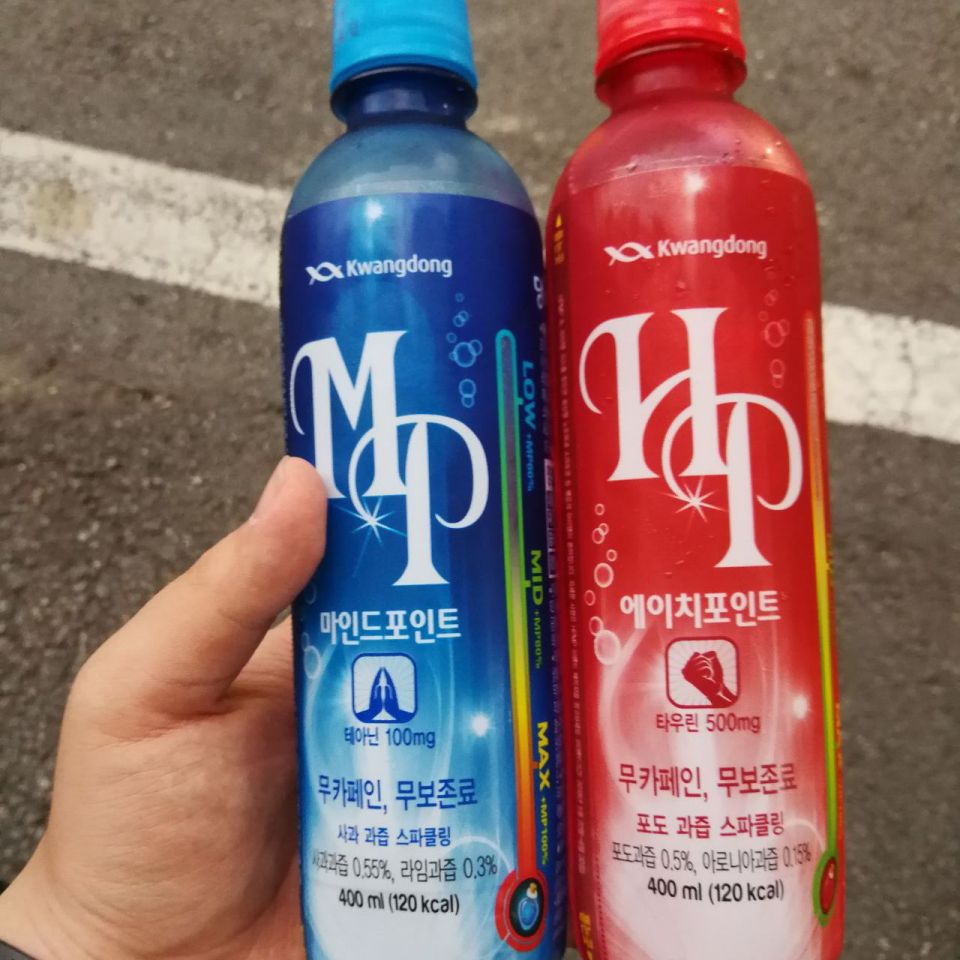 Kwangdong
MP
마인드포인트
테아닌 100mg
무카페인, 무보존료
사과 과즙 스파클링
사과과즙 0.55%, 라임과즙 0.3%
400 ml (120 kcal)
LOW +MP60%
MID +MP80%
MAX +MP100%
Kwangdong
HP
에이치포인트
타우린 500mg
무카페인, 무보존료
포도 과즙 스파클링
포도과즙 0.5%, 아로니아과즙 0.15%
400 ml (120 kcal)